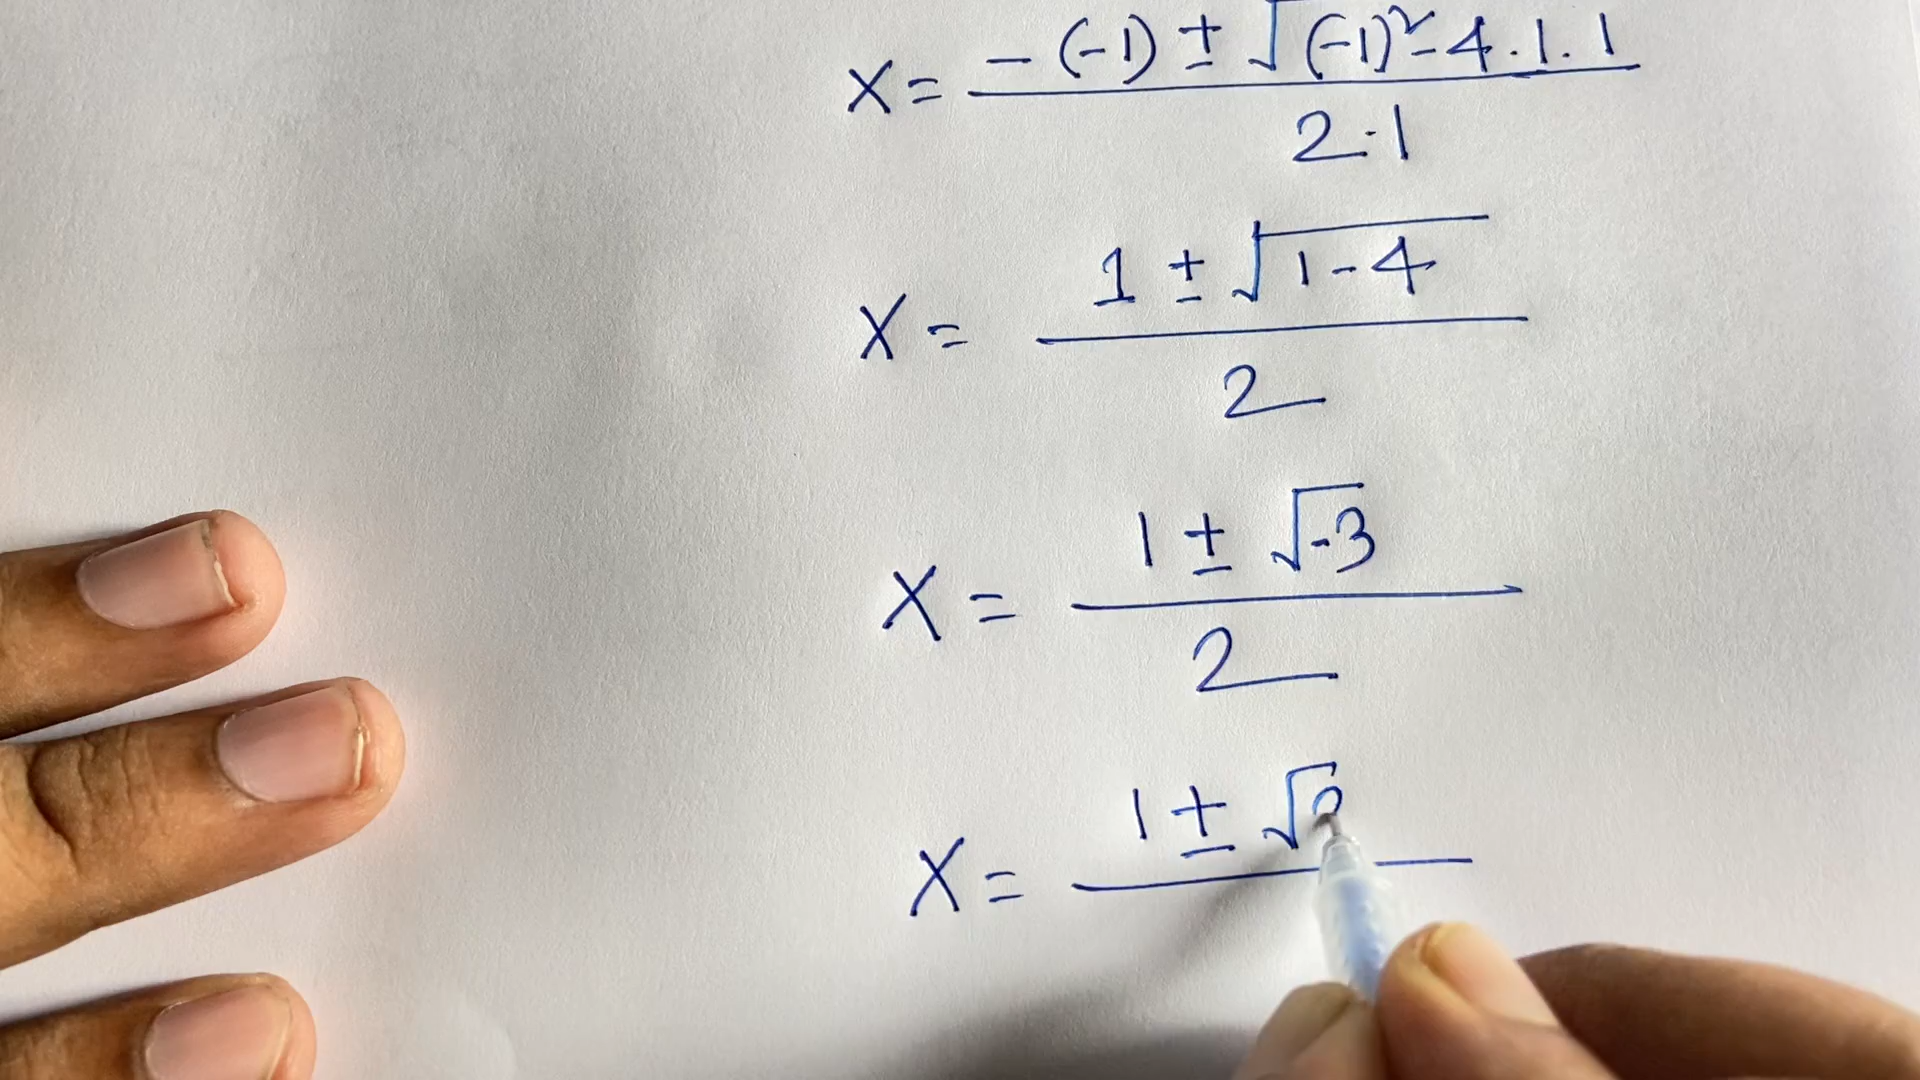 x = -(-1) ± √(-1)² - 4.1.1 / 2.1
x = 1 ± √1-4 / 2
x = 1 ± √-3 / 2
x = 1 ± √